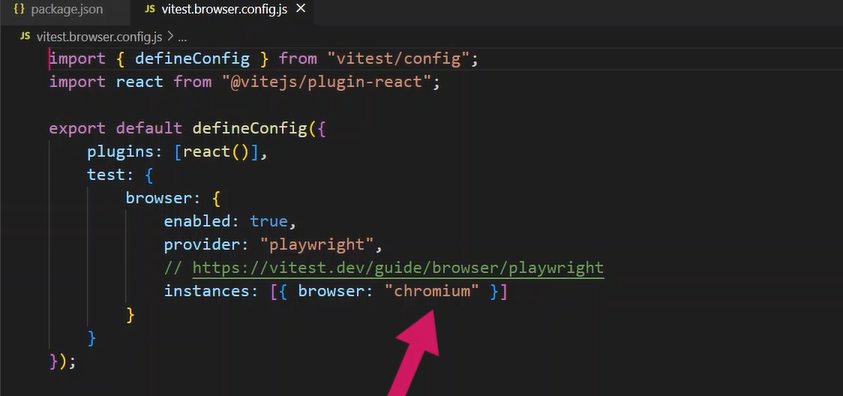 {} package.json
JS vitest.browser.config.js ×
JS vitest.browser.config.js > ...
import { defineConfig } from "vitest/config";
import react from "@vitejs/plugin-react";
export default defineConfig({
plugins: [react()],
test: {
browser: {
enabled: true,
provider: "playwright",
// https://vitest.dev/guide/browser/playwright
instances: [{ browser: "chromium" }]
}
}
});